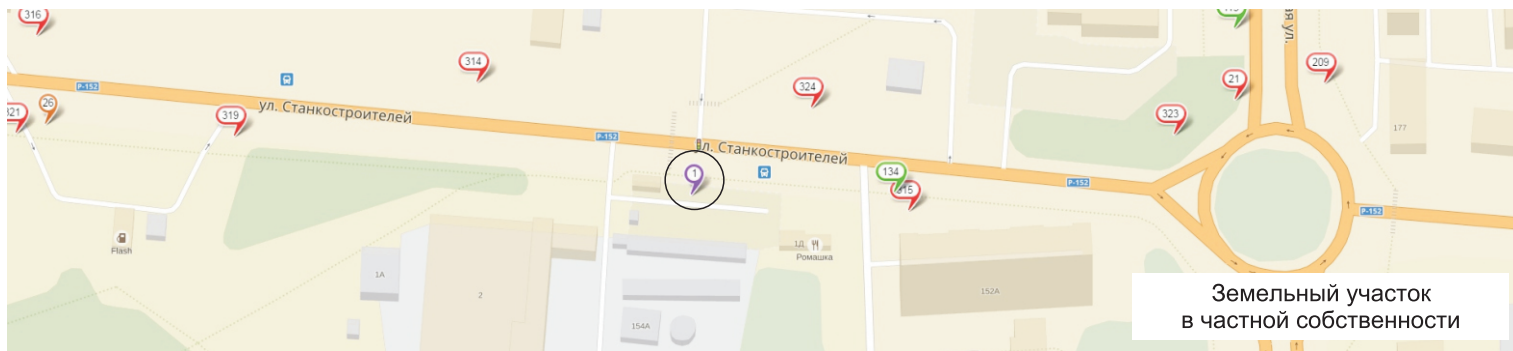 316
314
324
21
209
323
P-152
26
321
319
ул. Станкостроителей
P-152
177
ул. Станкостроителей
1
134
315
P-152
P-152
Flash
1Д
Ромашка
1А
2
152А
154А
Земельный участок
в частной собственности